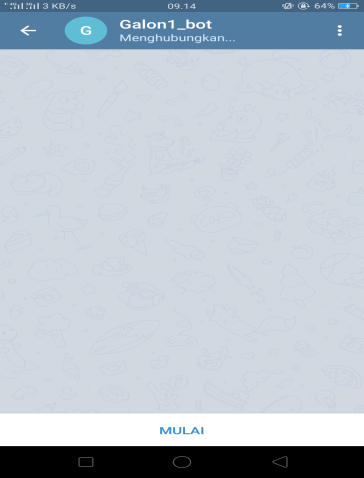 3 KB/s 09.14 64%
G
Galon1_bot
Menghubungkan...
MULAI